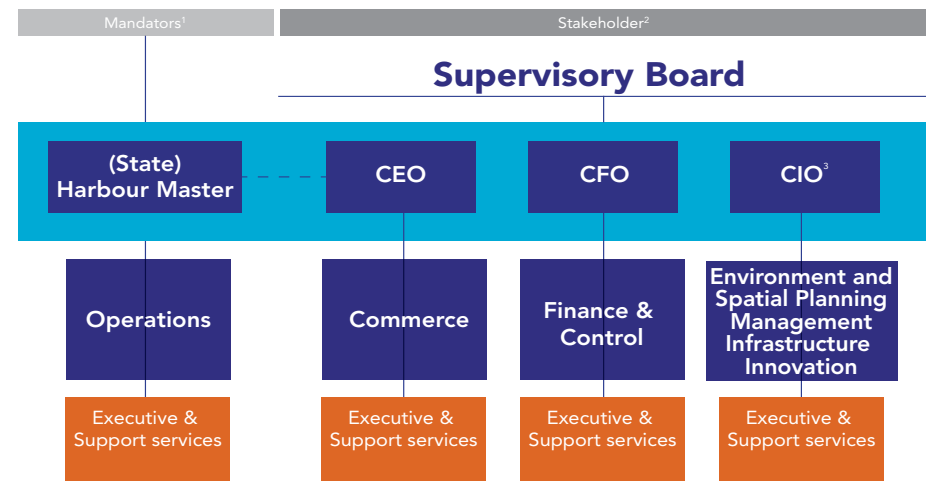 Mandators¹
Stakeholder²
Supervisory Board
(State)
Harbour Master
CEO
CFO
CIO³
Operations
Commerce
Finance &
Control
Environment and
Spatial Planning
Management
Infrastructure
Innovation
Executive &
Support services
Executive &
Support services
Executive &
Support services
Executive &
Support services